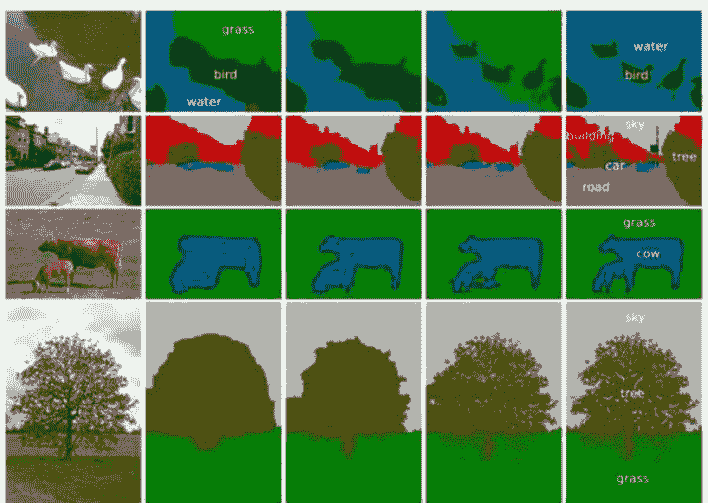 grass
bird
water
water
bird
sky
building
tree
car
road
grass
cow
sky
tree
grass